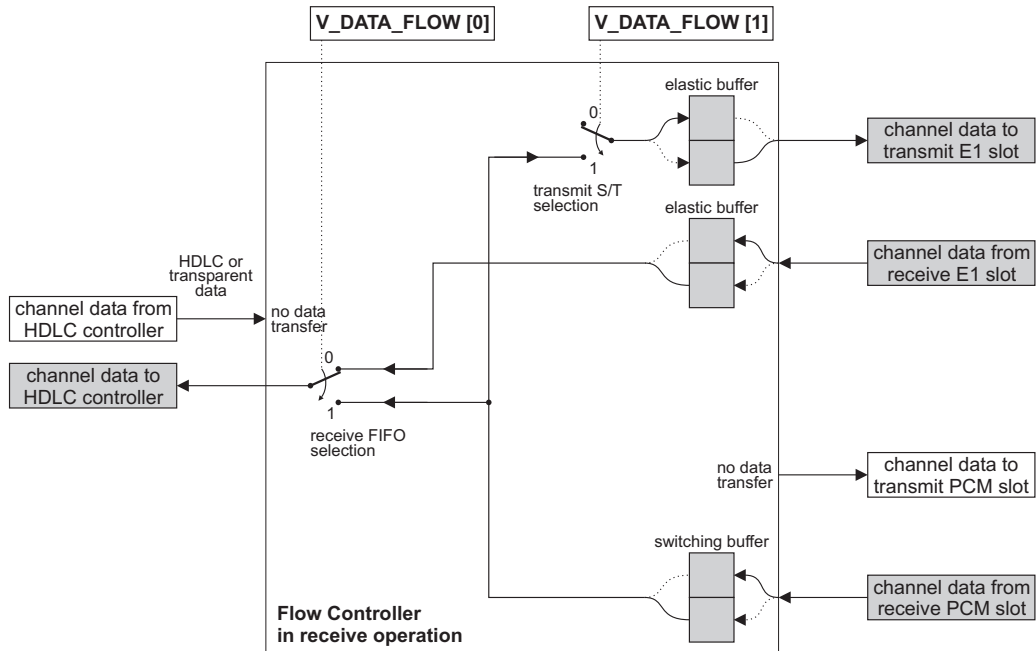 V_DATA_FLOW [0]
V_DATA_FLOW [1]
elastic buffer
0
1
transmit S/T
selection
channel data to
transmit E1 slot
elastic buffer
channel data from
receive E1 slot
HDLC or
transparent
data
channel data from
HDLC controller
no data
transfer
channel data to
HDLC controller
0
1
receive FIFO
selection
no data
transfer
channel data to
transmit PCM slot
switching buffer
channel data from
receive PCM slot
Flow Controller
in receive operation